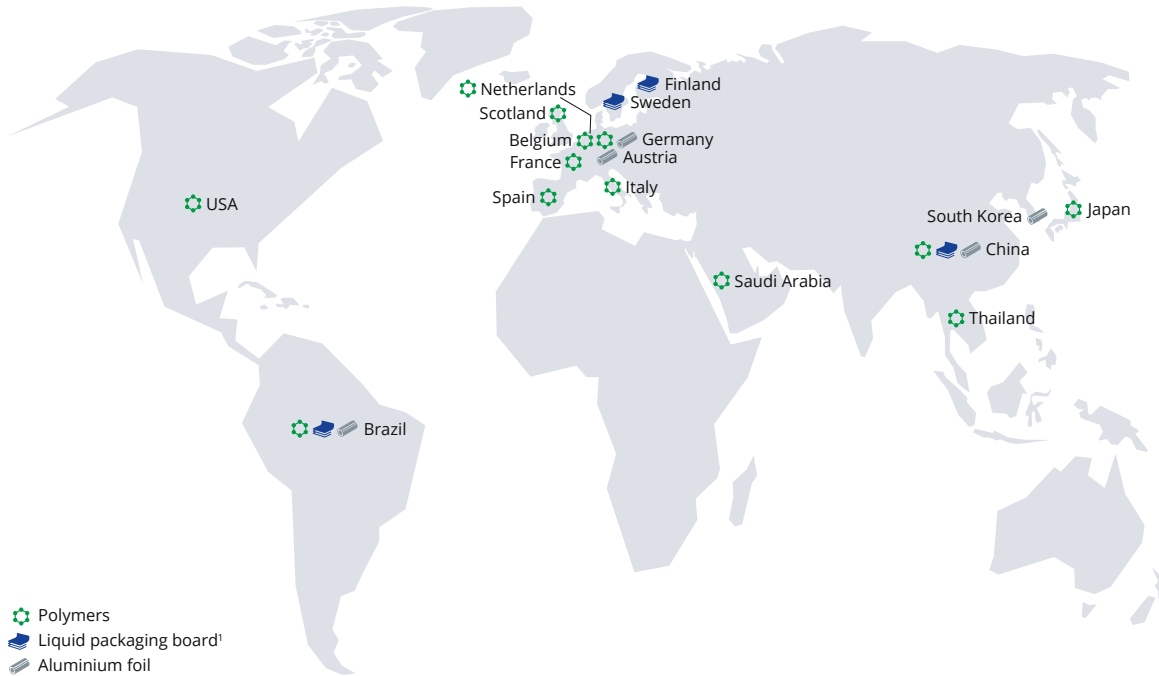 Finland
Netherlands
Sweden
Scotland
Belgium
Germany
Austria
France
Italy
Spain
USA
Japan
South Korea
China
Saudi Arabia
Thailand
Brazil
Polymers
Liquid packaging board¹
Aluminium foil